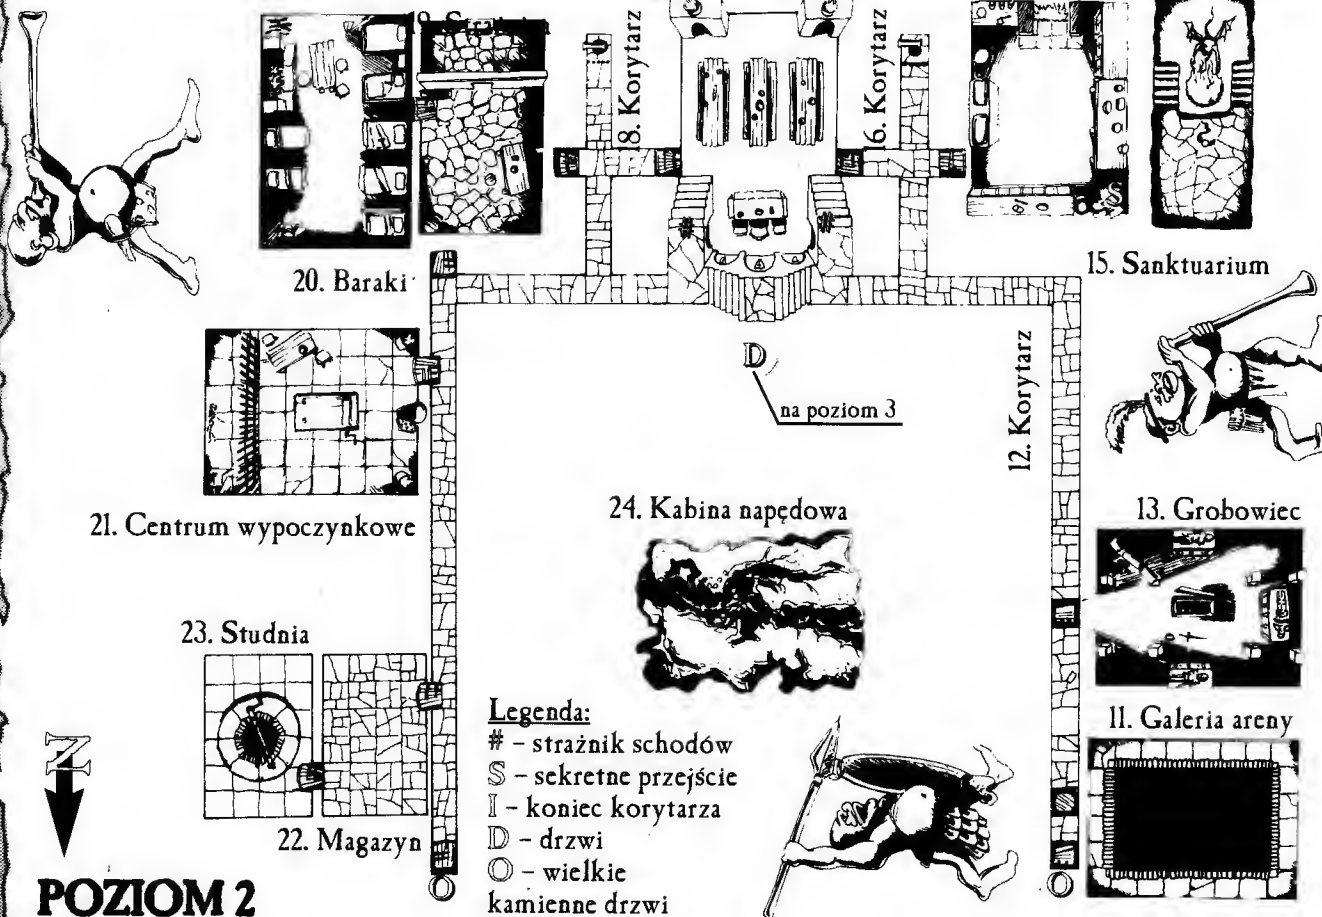 18. Korytarz
16. Korytarz
20. Baraki
15. Sanktuarium
S
#
#
D
na poziom 3
12. Korytarz
21. Centrum wypoczynkowe
24. Kabina napędowa
13. Grobowiec
23. Studnia
11. Galeria areny
22. Magazyn
Legenda:
# – strażnik schodów
S – sekretne przejście
I – koniec korytarza
D – drzwi
O – wielkie
kamienne drzwi
N
O
O
POZIOM 2